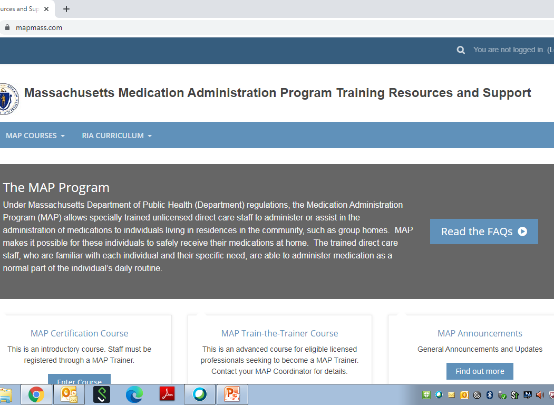 urces and Sup
mapmass.com
You are not logged in.
Massachusetts Medication Administration Program Training Resources and Support
MAP COURSES
RIA CURRICULUM
The MAP Program
Under Massachusetts Department of Public Health (Department) regulations, the Medication Administration
Program (MAP) allows specially trained unlicensed direct care staff to administer or assist in the
administration of medications to individuals living in residences in the community, such as group homes. MAP
makes it possible for these individuals to safely receive their medications at home. The trained direct care
staff, who are familiar with each individual and their specific need, are able to administer medication as a
normal part of the individual's daily routine.
Read the FAQs
MAP Certification Course
This is an introductory course. Staff must be
registered through a MAP Trainer.
Enter Course
MAP Train-the-Trainer Course
This is an advanced course for eligible licensed
professionals seeking to become a MAP Trainer.
Contact your MAP Coordinator for details.
MAP Announcements
General Announcements and Updates
Find out more